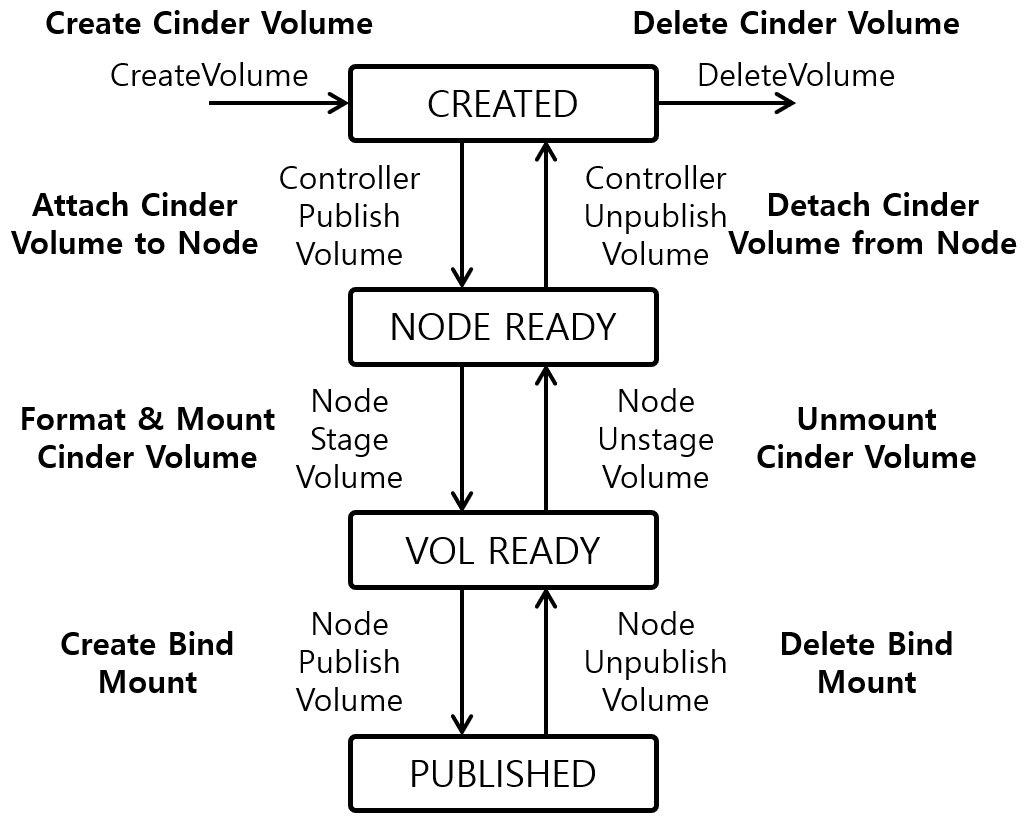 Create Cinder Volume
Delete Cinder Volume
CreateVolume
DeleteVolume
CREATED
Attach Cinder
Volume to Node
Controller
Publish
Volume
Controller
Unpublish
Volume
Detach Cinder
Volume from Node
NODE READY
Format & Mount
Cinder Volume
Node
Stage
Volume
Node
Unstage
Volume
Unmount
Cinder Volume
VOL READY
Create Bind
Mount
Node
Publish
Volume
Node
Unpublish
Volume
Delete Bind
Mount
PUBLISHED